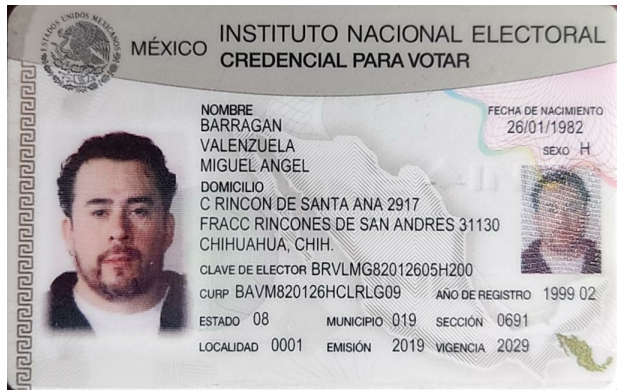 ESTADOS UNIDOS MEXICANOS
MÉXICO
INSTITUTO NACIONAL ELECTORAL
CREDENCIAL PARA VOTAR
NOMBRE
BARRAGAN
VALENZUELA
MIGUEL ANGEL
FECHA DE NACIMIENTO
26/01/1982
SEXO H
DOMICILIO
C RINCON DE SANTA ANA 2917
FRACC RINCONES DE SAN ANDRES 31130
CHIHUAHUA, CHIH.
CLAVE DE ELECTOR BRVLMG82012605H200
CURP BAVM820126HCLRLG09 AÑO DE REGISTRO 1999 02
ESTADO 08 MUNICIPIO 019 SECCIÓN 0691
LOCALIDAD 0001 EMISIÓN 2019 VIGENCIA 2029